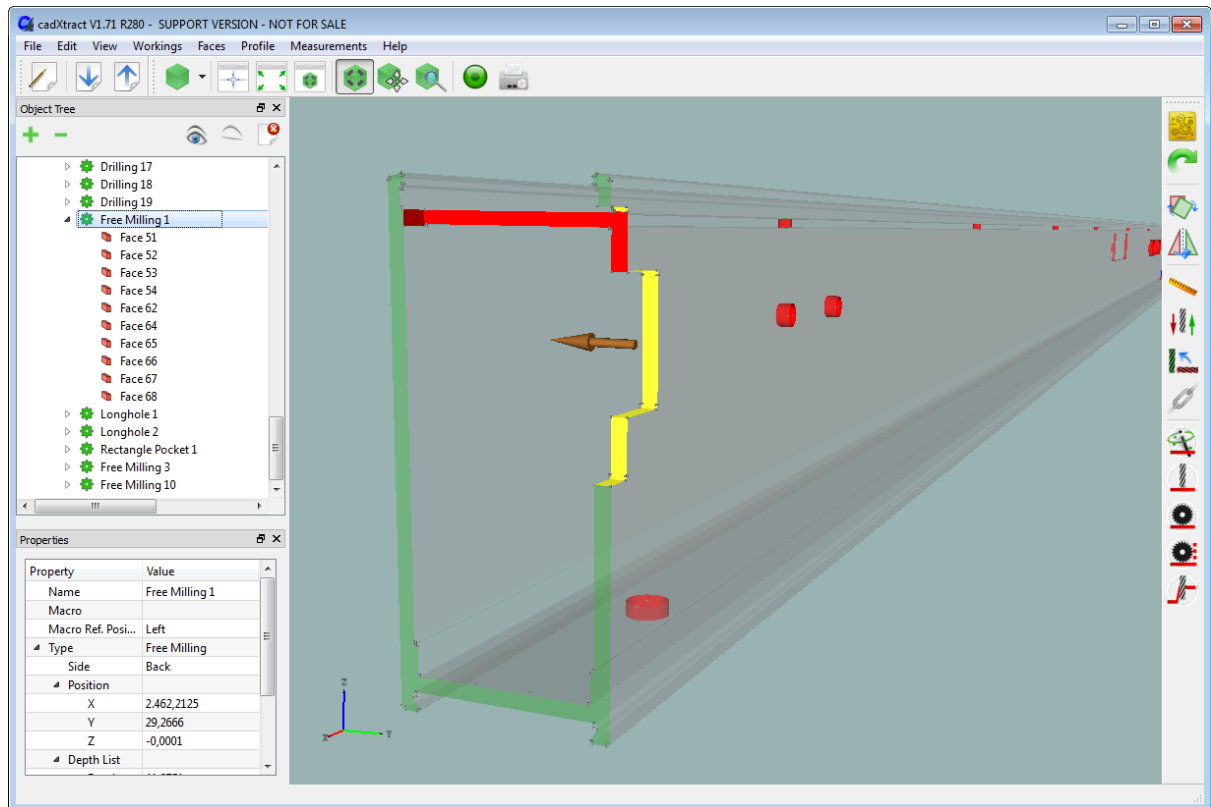 cadXtract V1.71 R280 - SUPPORT VERSION - NOT FOR SALE
File Edit View Workings Faces Profile Measurements Help
Object Tree
Drilling 17
Drilling 18
Drilling 19
Free Milling 1
Face 51
Face 52
Face 53
Face 54
Face 62
Face 64
Face 65
Face 66
Face 67
Face 68
Longhole 1
Longhole 2
Rectangle Pocket 1
Free Milling 3
Free Milling 10
Properties
Property Value
Name Free Milling 1
Macro
Macro Ref. Posi... Left
Type Free Milling
Side Back
Position
X 2.462,2125
Y 29,2666
Z -0,0001
Depth List
Z
X Y